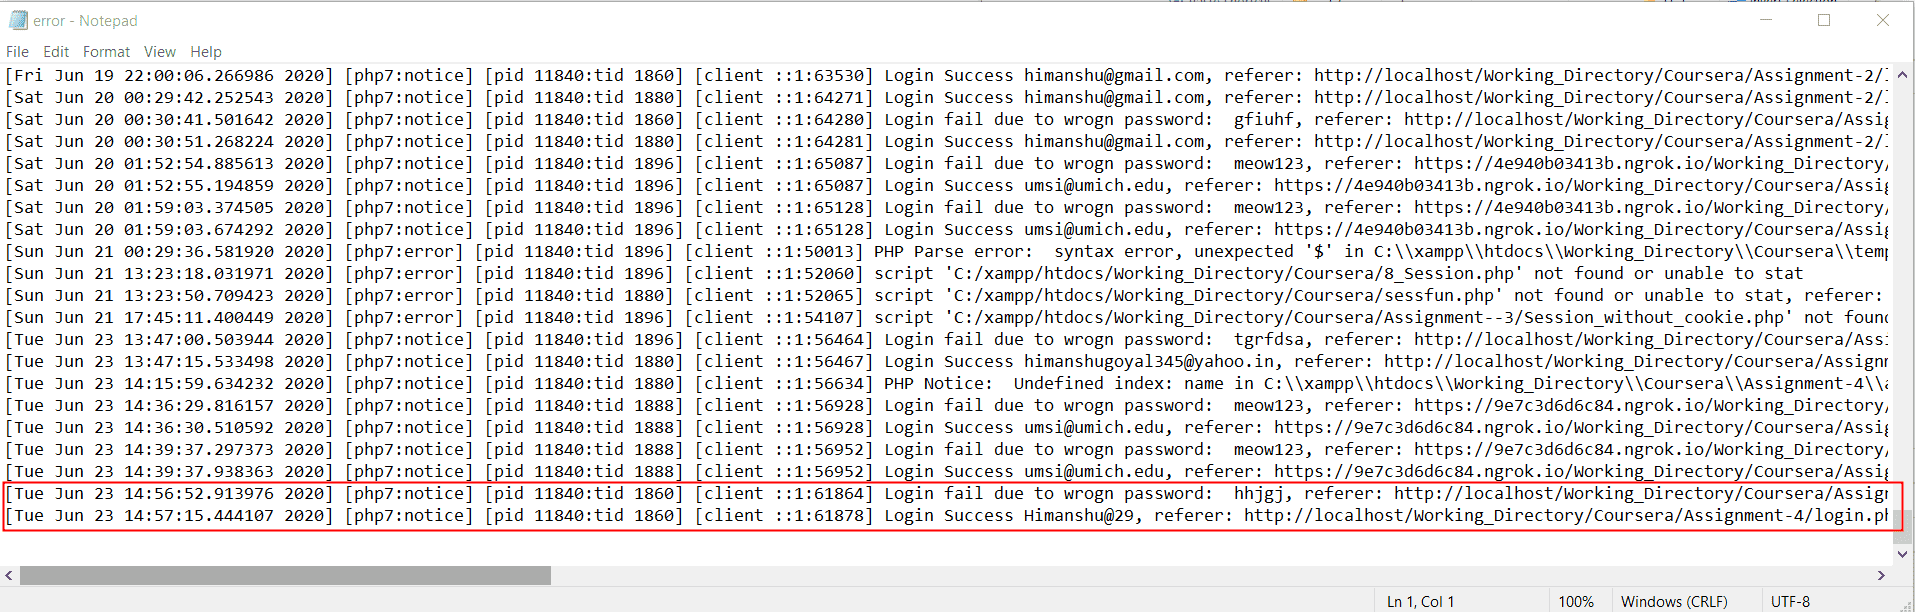 error - Notepad
File Edit Format View Help
[Fri Jun 19 22:00:06.266986 2020] [php7:notice] [pid 11840:tid 1860] [client ::1:63530] Login Success himanshu@gmail.com, referer: http://localhost/Working_Directory/Coursera/Assignment-2/
[Sat Jun 20 00:29:42.252543 2020] [php7:notice] [pid 11840:tid 1880] [client ::1:64271] Login Success himanshu@gmail.com, referer: http://localhost/Working_Directory/Coursera/Assignment-2/
[Sat Jun 20 00:30:41.501642 2020] [php7:notice] [pid 11840:tid 1860] [client ::1:64280] Login fail due to wrogn password:  gfiuhf, referer: http://localhost/Working_Directory/Coursera/Assig
[Sat Jun 20 00:30:51.268224 2020] [php7:notice] [pid 11840:tid 1880] [client ::1:64281] Login Success himanshu@gmail.com, referer: http://localhost/Working_Directory/Coursera/Assignment-2/
[Sat Jun 20 01:52:54.885613 2020] [php7:notice] [pid 11840:tid 1896] [client ::1:65087] Login fail due to wrogn password:  meow123, referer: https://4e940b03413b.ngrok.io/Working_Directory/
[Sat Jun 20 01:52:55.194859 2020] [php7:notice] [pid 11840:tid 1896] [client ::1:65087] Login Success umsi@umich.edu, referer: https://4e940b03413b.ngrok.io/Working_Directory/Coursera/Assig
[Sat Jun 20 01:59:03.374505 2020] [php7:notice] [pid 11840:tid 1896] [client ::1:65128] Login fail due to wrogn password:  meow123, referer: https://4e940b03413b.ngrok.io/Working_Directory/
[Sat Jun 20 01:59:03.674292 2020] [php7:notice] [pid 11840:tid 1896] [client ::1:65128] Login Success umsi@umich.edu, referer: https://4e940b03413b.ngrok.io/Working_Directory/Coursera/Assig
[Sun Jun 21 00:29:36.581920 2020] [php7:error] [pid 11840:tid 1896] [client ::1:50013] PHP Parse error:  syntax error, unexpected '$' in C:\\xampp\\htdocs\\Working_Directory\\Coursera\\temp
[Sun Jun 21 13:23:18.031971 2020] [php7:error] [pid 11840:tid 1896] [client ::1:52060] script 'C:/xampp/htdocs/Working_Directory/Coursera/8_Session.php' not found or unable to stat
[Sun Jun 21 13:23:50.709423 2020] [php7:error] [pid 11840:tid 1880] [client ::1:52065] script 'C:/xampp/htdocs/Working_Directory/Coursera/sessfun.php' not found or unable to stat, referer:
[Sun Jun 21 17:45:11.400449 2020] [php7:error] [pid 11840:tid 1896] [client ::1:54107] script 'C:/xampp/htdocs/Working_Directory/Coursera/Assignment--3/Session_without_cookie.php' not found
[Tue Jun 23 13:47:00.503944 2020] [php7:notice] [pid 11840:tid 1896] [client ::1:56464] Login fail due to wrogn password:  tgrfdsa, referer: http://localhost/Working_Directory/Coursera/Assi
[Tue Jun 23 13:47:15.533498 2020] [php7:notice] [pid 11840:tid 1880] [client ::1:56467] Login Success himanshugoyal345@yahoo.in, referer: http://localhost/Working_Directory/Coursera/Assignm
[Tue Jun 23 14:15:59.634232 2020] [php7:notice] [pid 11840:tid 1880] [client ::1:56634] PHP Notice:  Undefined index: name in C:\\xampp\\htdocs\\Working_Directory\\Coursera\\Assignment-4\\a
[Tue Jun 23 14:36:29.816157 2020] [php7:notice] [pid 11840:tid 1888] [client ::1:56928] Login fail due to wrogn password:  meow123, referer: https://9e7c3d6d6c84.ngrok.io/Working_Directory/
[Tue Jun 23 14:36:30.510592 2020] [php7:notice] [pid 11840:tid 1888] [client ::1:56928] Login Success umsi@umich.edu, referer: https://9e7c3d6d6c84.ngrok.io/Working_Directory/Coursera/Assig
[Tue Jun 23 14:39:37.297373 2020] [php7:notice] [pid 11840:tid 1888] [client ::1:56952] Login fail due to wrogn password:  meow123, referer: https://9e7c3d6d6c84.ngrok.io/Working_Directory/
[Tue Jun 23 14:39:37.938363 2020] [php7:notice] [pid 11840:tid 1888] [client ::1:56952] Login Success umsi@umich.edu, referer: https://9e7c3d6d6c84.ngrok.io/Working_Directory/Coursera/Assig
[Tue Jun 23 14:56:52.913976 2020] [php7:notice] [pid 11840:tid 1860] [client ::1:61864] Login fail due to wrogn password:  hhjgj, referer: http://localhost/Working_Directory/Coursera/Assign
[Tue Jun 23 14:57:15.444107 2020] [php7:notice] [pid 11840:tid 1860] [client ::1:61878] Login Success Himanshu@29, referer: http://localhost/Working_Directory/Coursera/Assignment-4/login.ph
Ln 1, Col 1 100% Windows (CRLF) UTF-8